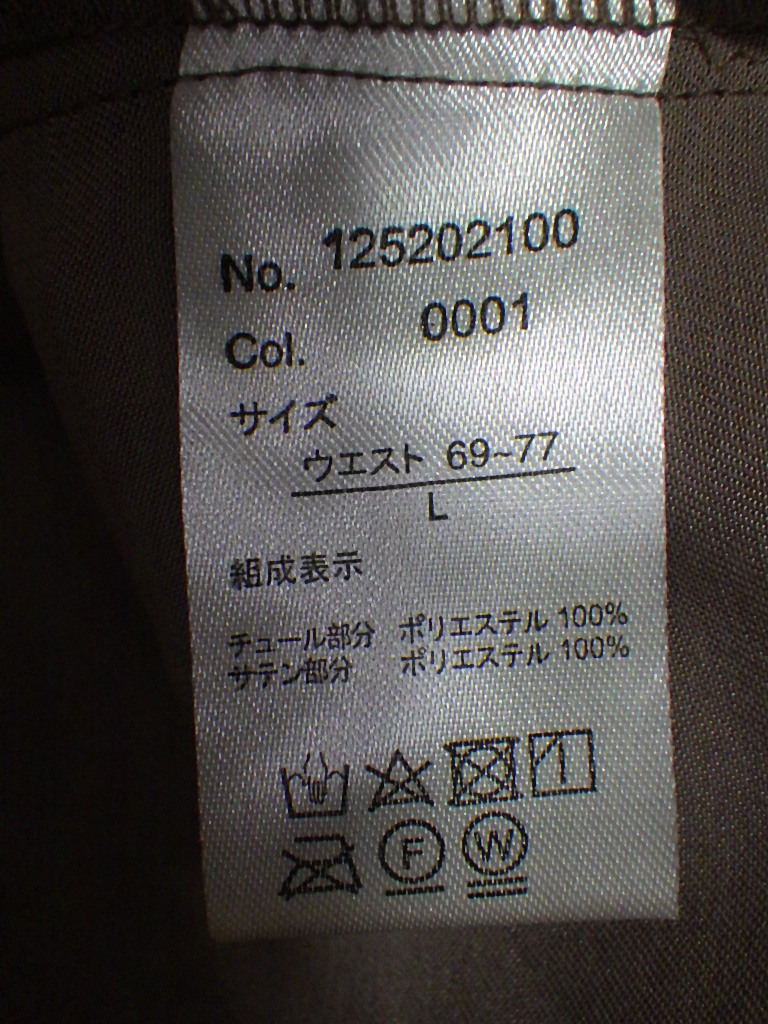 No. 125202100
Col. 0001
サイズ
ウエスト 69~77
L
組成表示
チュール部分 ポリエステル 100%
サテン部分 ポリエステル 100%
F W